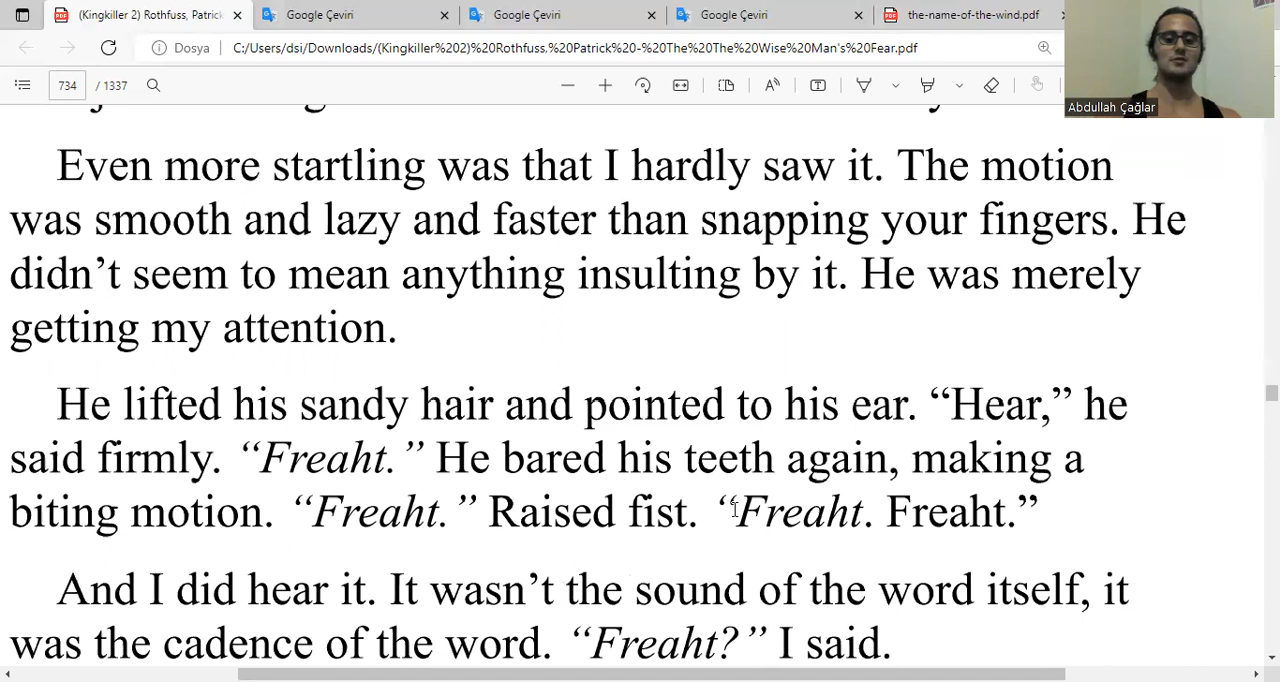 (Kingkiller 2) Rothfuss, Patrick
Google Çeviri
Google Çeviri
Google Çeviri
the-name-of-the-wind.pdf
Dosya
C:/Users/dsi/Downloads/(Kingkiller%202)%20Rothfuss,%20Patrick%20-%20The%20The%20Wise%20Man's%20Fear.pdf
734 / 1337
Abdullah Çağlar
Even more startling was that I hardly saw it. The motion
was smooth and lazy and faster than snapping your fingers. He
didn’t seem to mean anything insulting by it. He was merely
getting my attention.
He lifted his sandy hair and pointed to his ear. “Hear,” he
said firmly. “Freaht.” He bared his teeth again, making a
biting motion. “Freaht.” Raised fist. “Freaht. Freaht.”
And I did hear it. It wasn’t the sound of the word itself, it
was the cadence of the word. “Freaht?” I said.